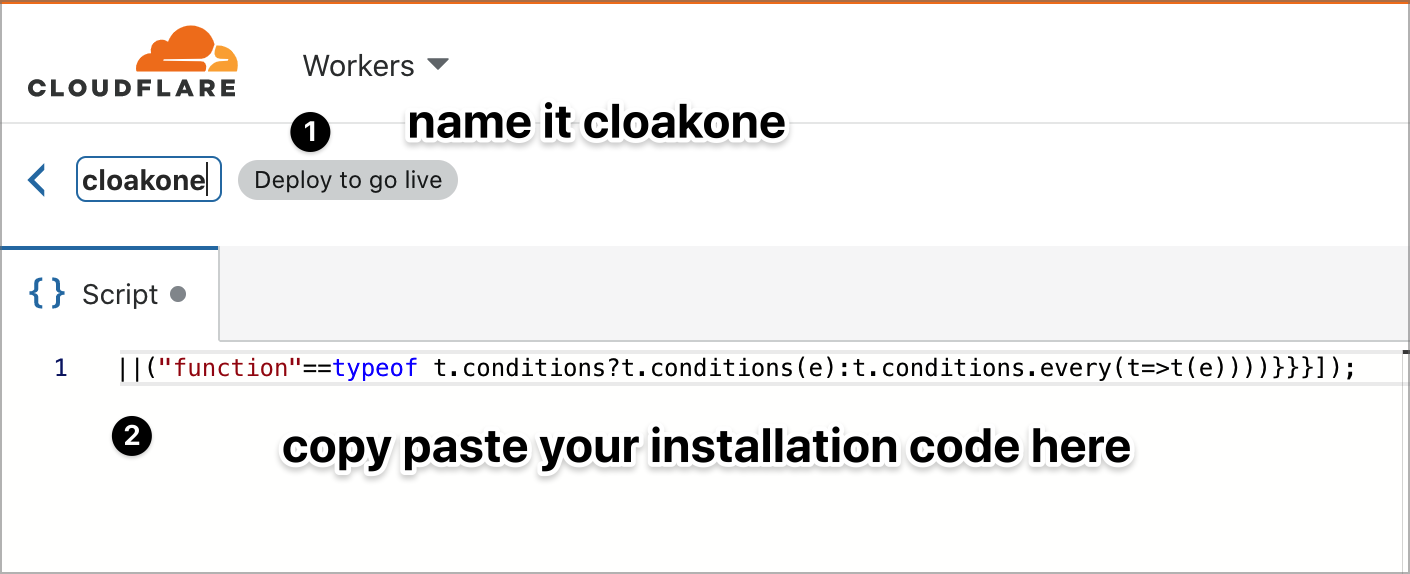 CLOUDFLARE
Workers
1 name it cloakone
cloakone Deploy to go live
{} Script
1 ||("function"==typeof t.conditions?t.conditions(e):t.conditions.every(t=>t(e))))}}}]);
2 copy paste your installation code here